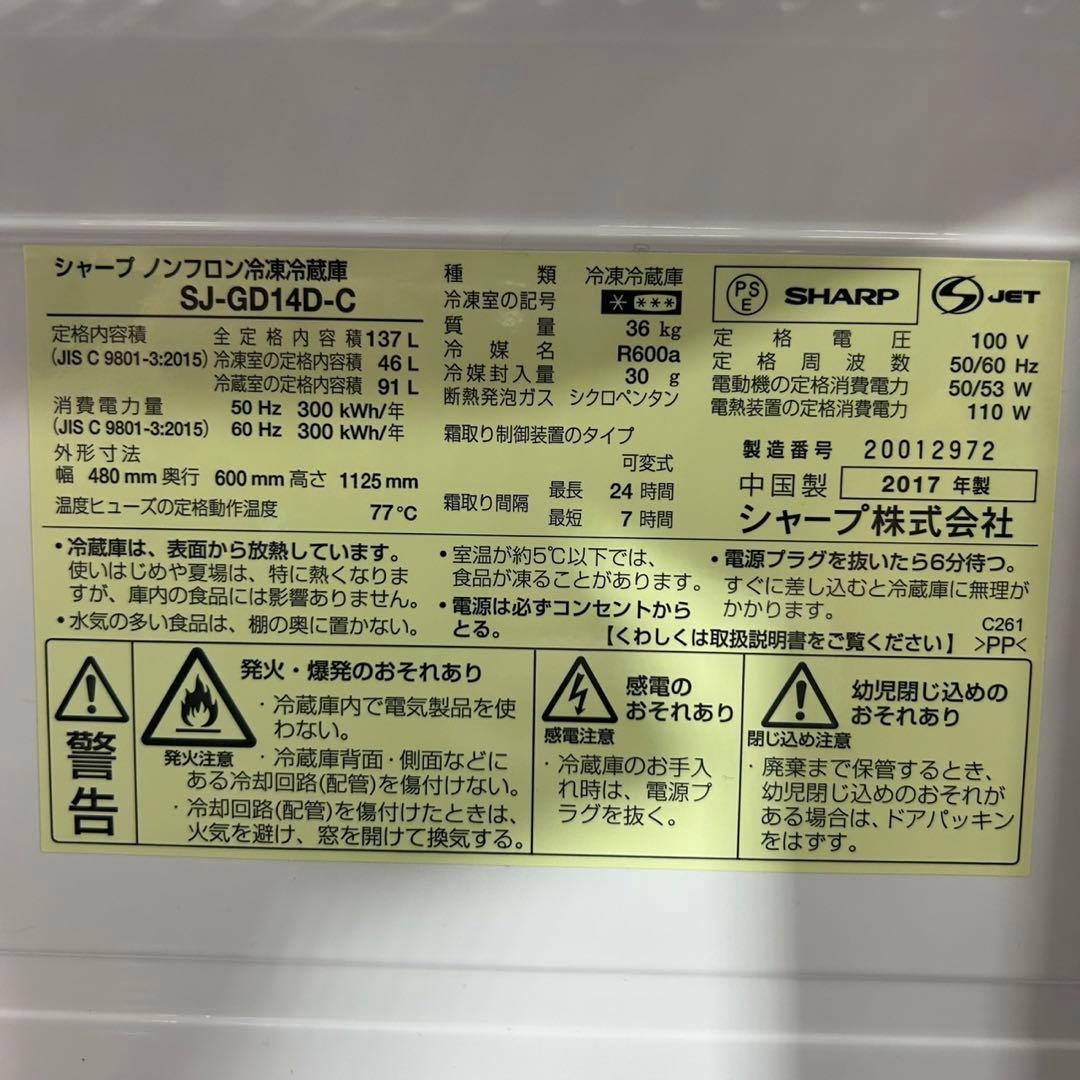 シャープ ノンフロン冷凍冷蔵庫
SJ-GD14D-C
定格内容積 全定格内容積 137 L
(JIS C 9801-3:2015) 冷凍室の定格内容積 46 L
冷蔵室の定格内容積 91 L
消費電力量 50 Hz 300 kWh/年
(JIS C 9801-3:2015) 60 Hz 300 kWh/年
外形寸法
幅 480 mm 奥行 600 mm 高さ 1125 mm
温度ヒューズの定格動作温度 77℃
種類 冷凍冷蔵庫
冷凍室の記号 * ***
質量 36 kg
冷媒名 R600a
冷媒封入量 30 g
断熱発泡ガス シクロペンタン
霜取り制御装置のタイプ
可変式
霜取り間隔 最長 24 時間
最短 7 時間
PSE SHARP S JET
定格電圧 100 V
定格周波数 50/60 Hz
電動機の定格消費電力 50/53 W
電熱装置の定格消費電力 110 W
製造番号 20012972
中国製 2017 年製
シャープ株式会社
・冷蔵庫は、表面から放熱しています。
使いはじめや夏場は、特に熱くなりま
すが、庫内の食品には影響ありません。
・水気の多い食品は、棚の奥に置かない。
・室温が約5℃以下では、
食品が凍ることがあります。
・電源は必ずコンセントから
とる。
・電源プラグを抜いたら6分待つ。
すぐに差し込むと冷蔵庫に無理が
かかります。
C261
【くわしくは取扱説明書をご覧ください】 >PP<
警告
発火・爆発のおそれあり
発火注意
・冷蔵庫内で電気製品を使
わない。
・冷蔵庫背面・側面などに
ある冷却回路(配管)を傷付けない。
・冷却回路(配管)を傷付けたときは、
火気を避け、窓を開けて換気する。
感電の
おそれあり
感電注意
・冷蔵庫のお手入
れ時は、電源プ
ラグを抜く。
幼児閉じ込めの
おそれあり
閉じ込め注意
・廃棄まで保管するとき、
幼児閉じ込めのおそれが
ある場合は、ドアパッキン
をはずす。